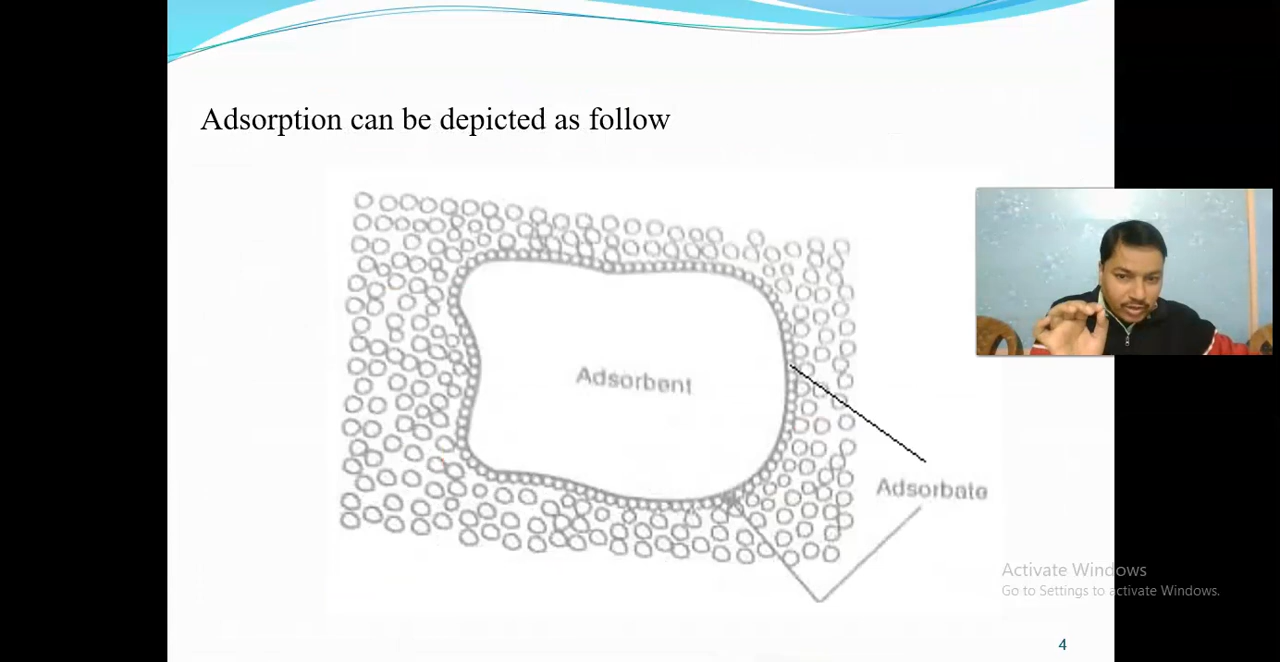 Adsorption can be depicted as follow
Adsorbent
Adsorbate
Activate Windows
Go to Settings to activate Windows.
4